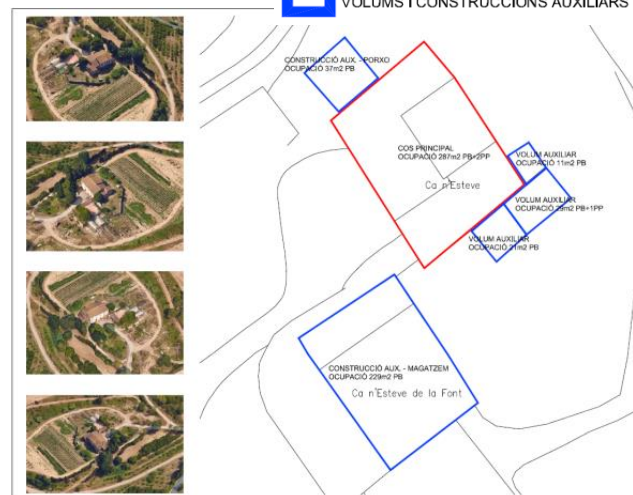 VOLUMS I CONSTRUCCIONS AUXILIARS
CONSTRUCCIÓ AUX. - PORXO
OCUPACIÓ 37m2 PB
COS PRINCIPAL
OCUPACIÓ 287m2 PB+2PP
Ca n'Esteve
VOLUM AUXILIAR
OCUPACIÓ 11m2 PB
VOLUM AUXILIAR
OCUPACIÓ 29m2 PB+1PP
VOLUM AUXILIAR
OCUPACIÓ 21m2 PB
CONSTRUCCIÓ AUX. - MAGATZEM
OCUPACIÓ 229m2 PB
Ca n'Esteve de la Font